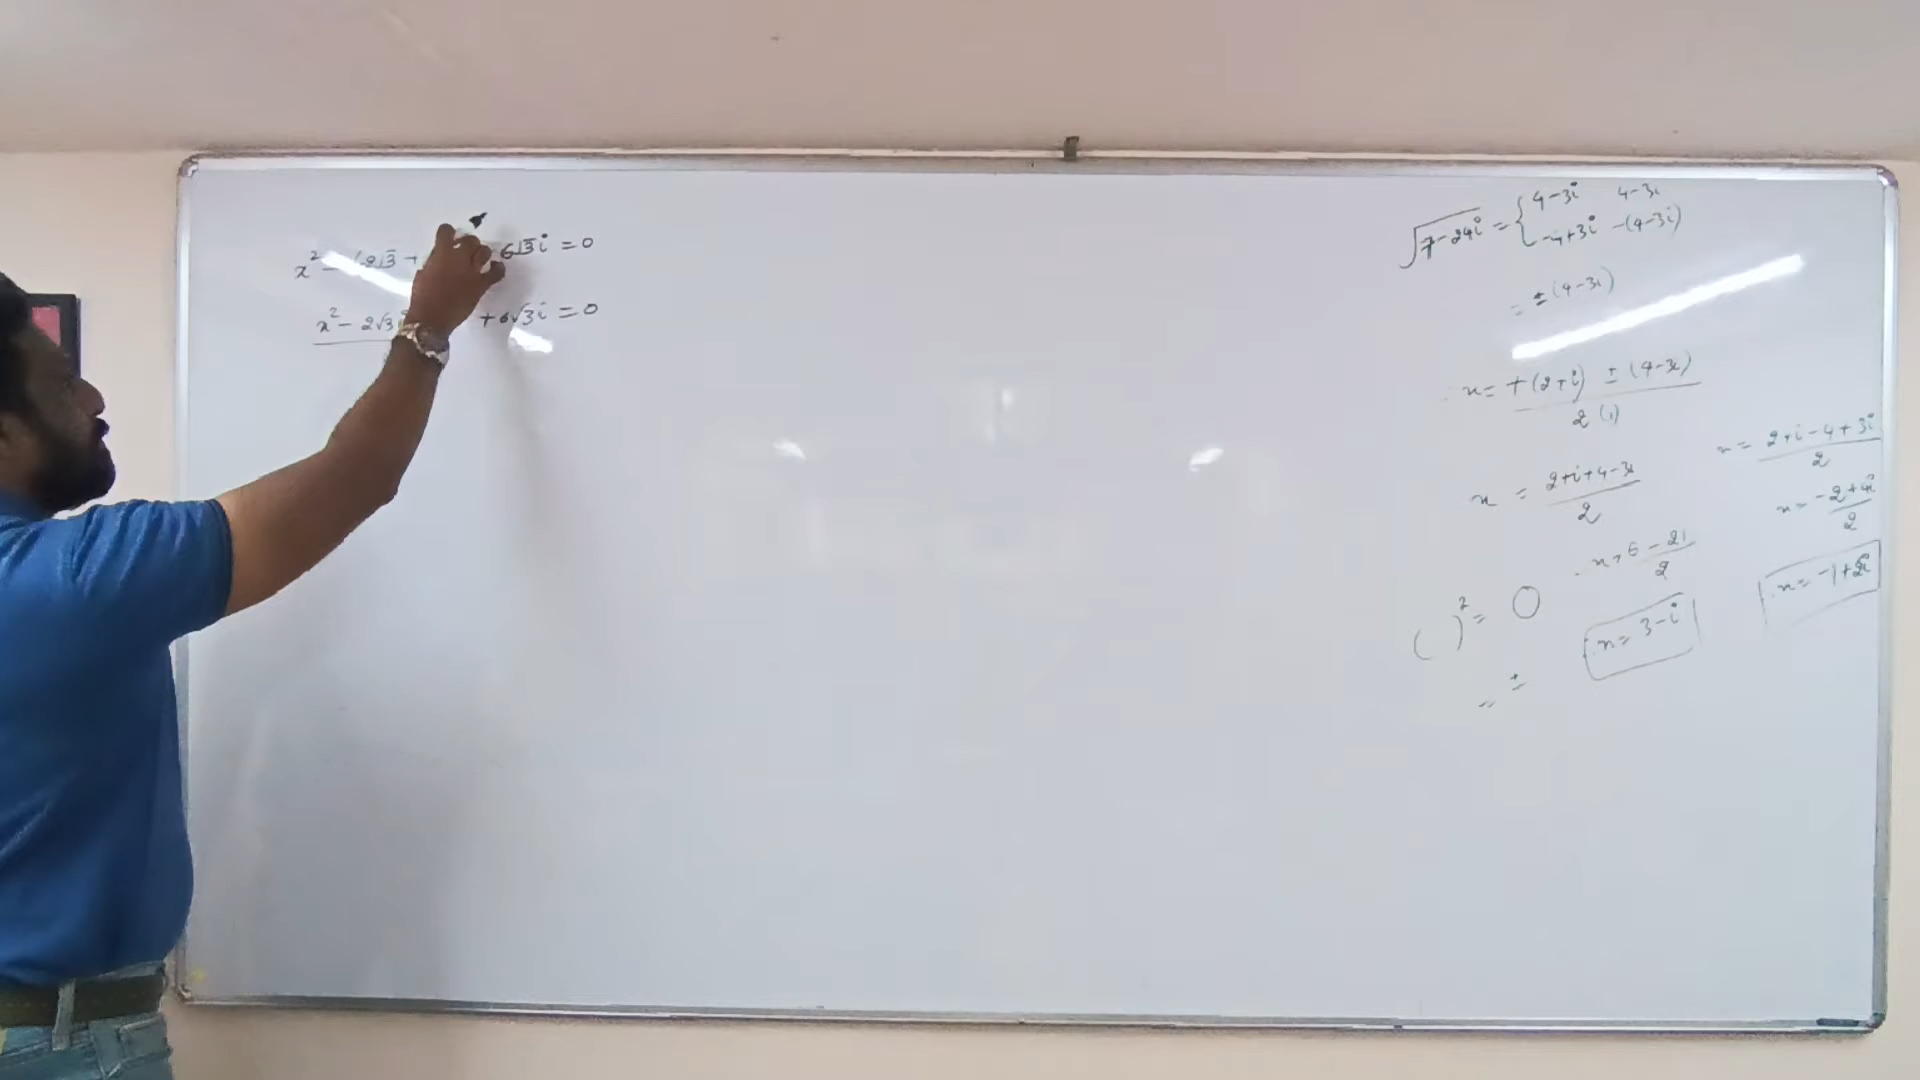 x² - (2√3 + 6√3i = 0
x² - 2√3 + 6√3i = 0
√7-24i = { 4-3i 4-3i
-4+3i -(4-3i)
= ±(4-3i)
x = +(2+i) ± (4-3i)
2(1)
x = 2+i+4-3i
2
x = 6-2i
2
x = 3-i
( )² = O
= ±
x = 2+i-4+3i
2
x = -2+4i
2
x = -1+2i